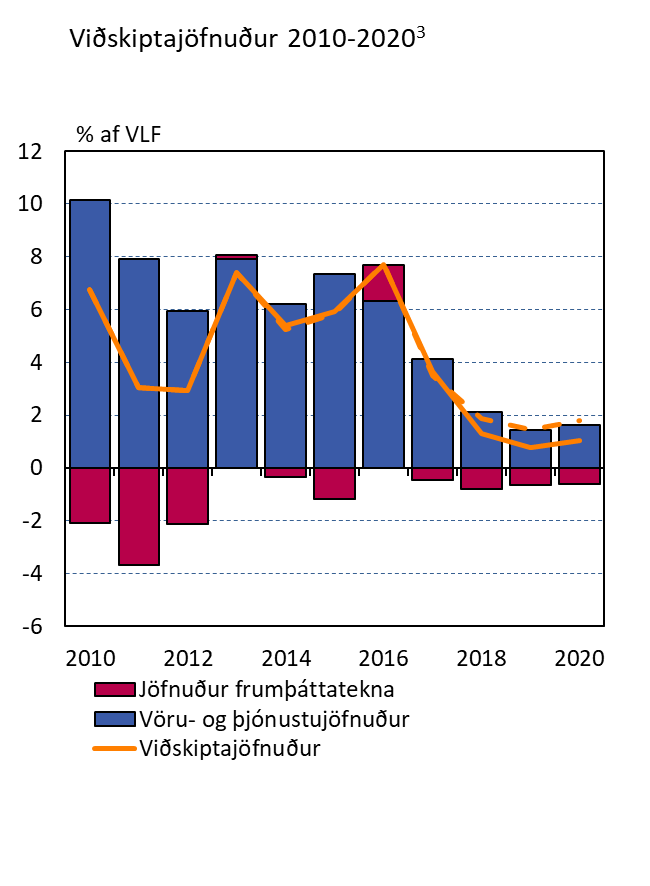 Viðskiptajöfnuður 2010-2020³
% af VLF
12
10
8
6
4
2
0
-2
-4
-6
2010 2012 2014 2016 2018 2020
Jöfnuður frumþáttatekna
Vöru- og þjónustujöfnuður
Viðskiptajöfnuður